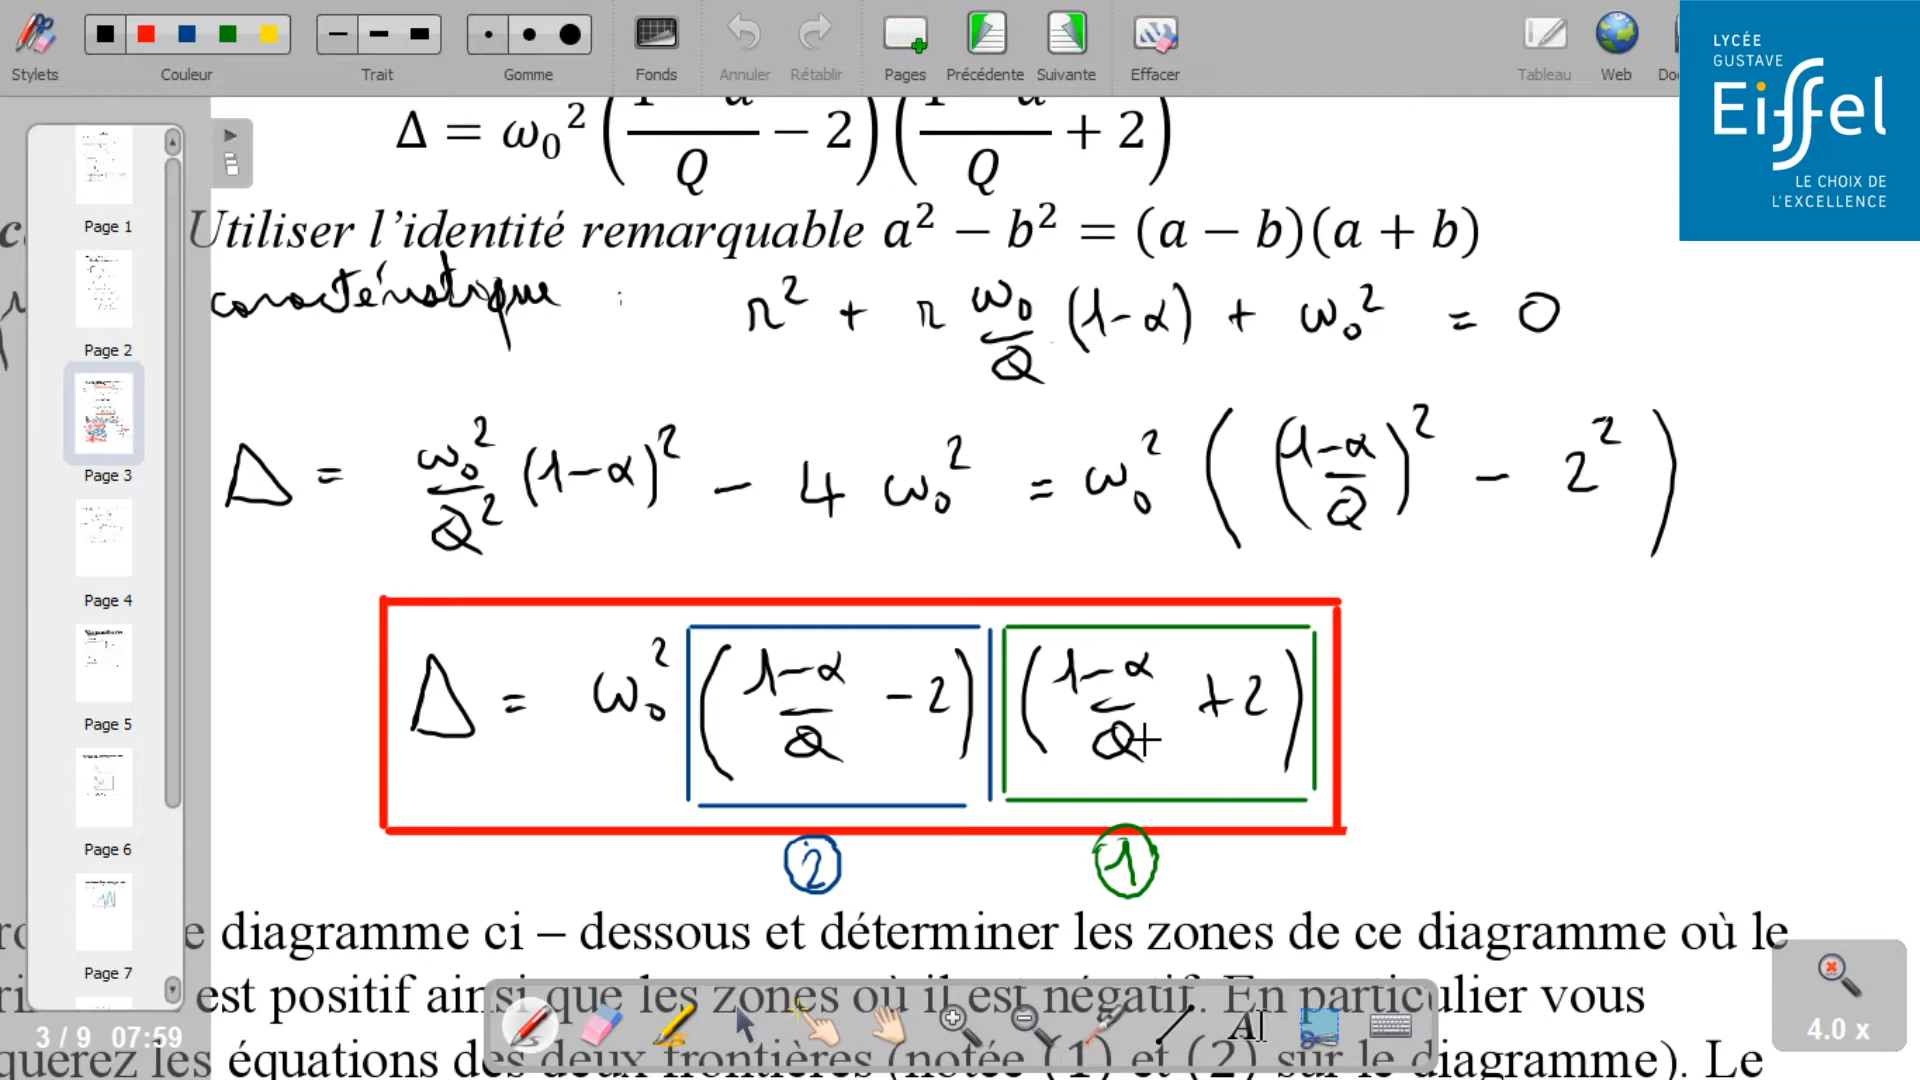 Stylets Couleur Trait Gomme Fonds Annuler Rétablir Pages Précédente Suivante Effacer Tableau Web
LYCÉE
GUSTAVE
Eiffel
LE CHOIX DE
L'EXCELLENCE
Δ = ω₀² ( / Q − 2 ) ( / Q + 2 )
Utiliser l'identité remarquable a² − b² = (a − b)(a + b)
caractéristique : r² + r ω₀/Q (1−α) + ω₀² = 0
Δ = ω₀²/Q² (1−α)² − 4 ω₀² = ω₀² ( ((1−α)/Q)² − 2² )
Δ = ω₀² ( (1−α)/Q − 2 ) ( (1−α)/Q + 2 )
② ①
diagramme ci – dessous et déterminer les zones de ce diagramme où le
est positif ainsi que les zones où il est négatif. En particulier vous
querez les équations des deux frontières (notée (1) et (2) sur le diagramme). Le
Page 1
Page 2
Page 3
Page 4
Page 5
Page 6
Page 7
3 / 9 07:59
4.0 x